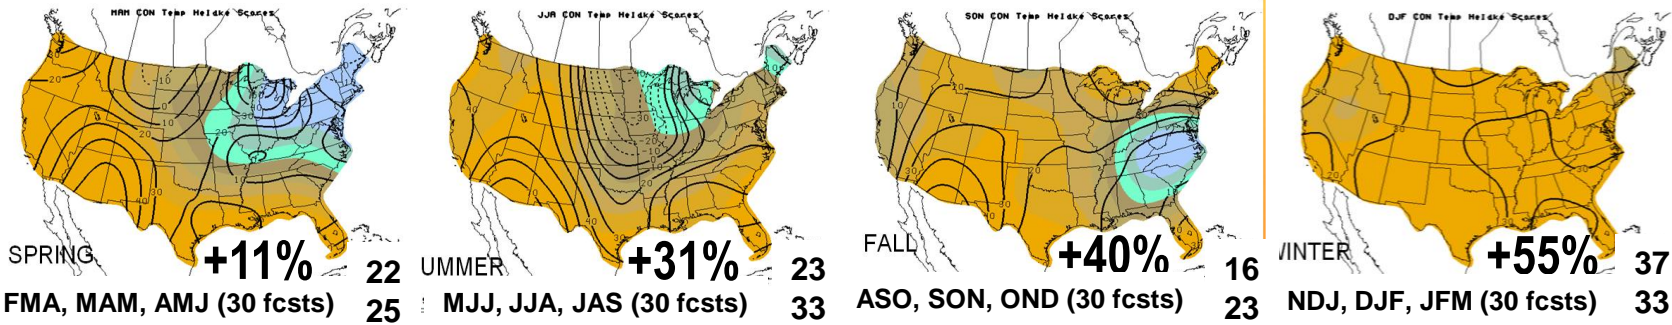 MAM CON Temp Heidke Scores
JJA CON Temp Heidke Scores
SON CON Temp Heidke Scores
DJF CON Temp Heidke Scores
SPRING
+11%
22
FMA, MAM, AMJ (30 fcsts)
25
UMMER
+31%
23
MJJ, JJA, JAS (30 fcsts)
33
FALL
+40%
16
ASO, SON, OND (30 fcsts)
23
WINTER
+55%
37
NDJ, DJF, JFM (30 fcsts)
33